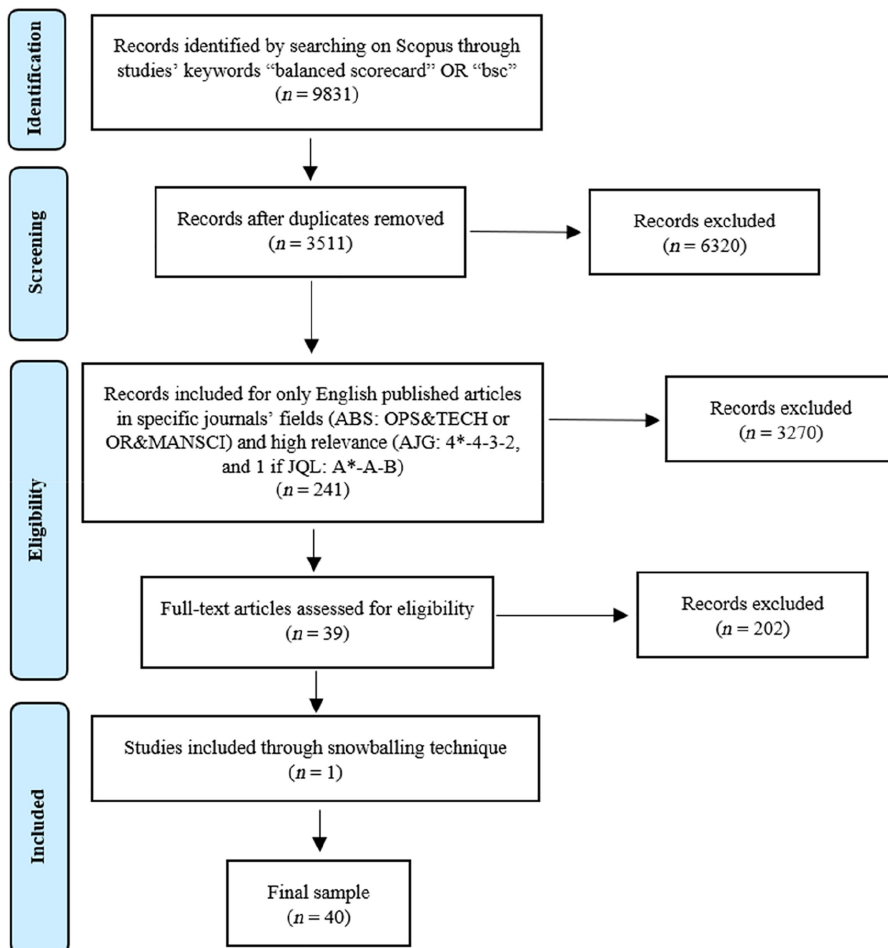 Identification
Records identified by searching on Scopus through
studies’ keywords “balanced scorecard” OR “bsc”
(n = 9831)
Screening
Records after duplicates removed
(n = 3511)
Records excluded
(n = 6320)
Eligibility
Records included for only English published articles
in specific journals’ fields (ABS: OPS&TECH or
OR&MANSCI) and high relevance (AJG: 4*-4-3-2,
and 1 if JQL: A*-A-B)
(n = 241)
Records excluded
(n = 3270)
Full-text articles assessed for eligibility
(n = 39)
Records excluded
(n = 202)
Included
Studies included through snowballing technique
(n = 1)
Final sample
(n = 40)